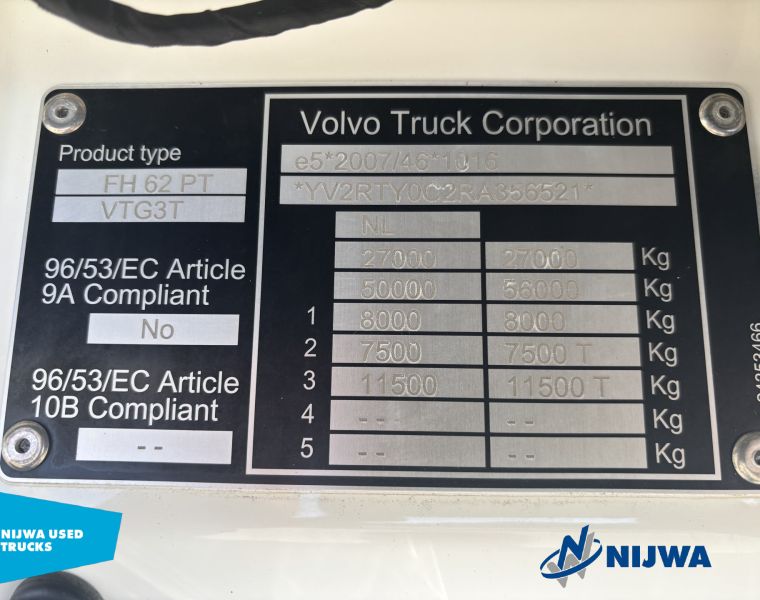 Volvo Truck Corporation
Product type
FH 62 PT
VTG3T
96/53/EC Article
9A Compliant
No
96/53/EC Article
10B Compliant
--
e5*2007/46*1016
*YV2RTY0C2RA356521*
NL
27000 27000 Kg
50000 56000 Kg
1 8000 8000 Kg
2 7500 7500 T Kg
3 11500 11500 T Kg
4 -- -- Kg
5 -- -- Kg
NIJWA USED
TRUCKS
NIJWA